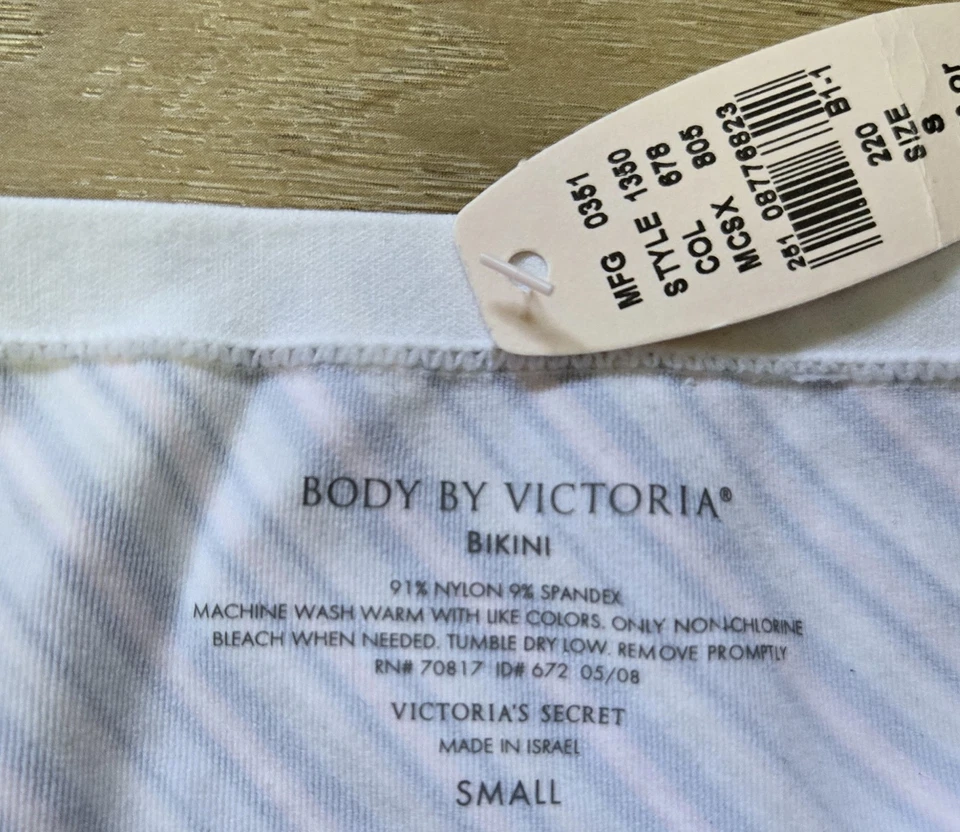 MFG 0351
STYLE 1350
COL 678
MCSX 805
251 087776823
B1-1
220
SIZE
S
BODY BY VICTORIA®
BIKINI
91% NYLON 9% SPANDEX
MACHINE WASH WARM WITH LIKE COLORS. ONLY NON-CHLORINE
BLEACH WHEN NEEDED. TUMBLE DRY LOW. REMOVE PROMPTLY
RN# 70817 ID# 672 05/08
VICTORIA'S SECRET
MADE IN ISRAEL
SMALL